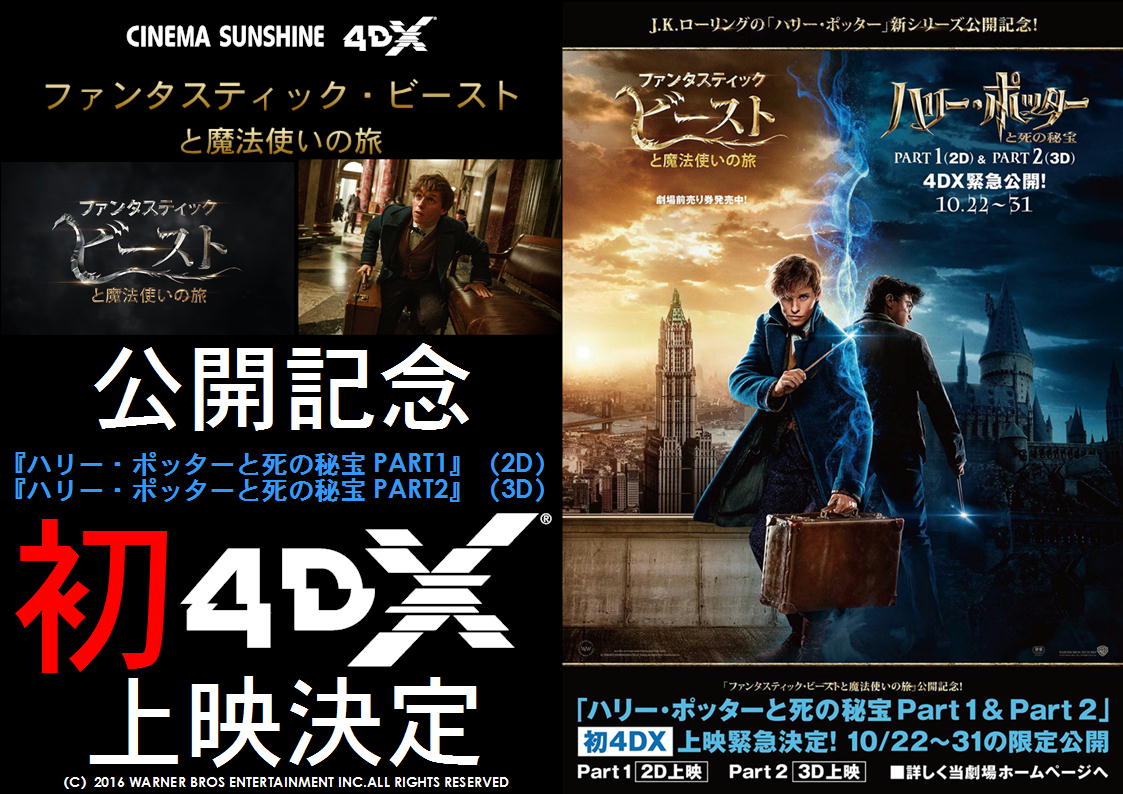 CINEMA SUNSHINE 4DX
ファンタスティック・ビースト
と魔法使いの旅
ファンタスティック
ビースト
と魔法使いの旅
公開記念
『ハリー・ポッターと死の秘宝 PART1』（2D）
『ハリー・ポッターと死の秘宝 PART2』（3D）
初4DX®
上映決定
(C) 2016 WARNER BROS ENTERTAINMENT INC.ALL RIGHTS RESERVED
J.K.ローリングの「ハリー・ポッター」新シリーズ公開記念!
ファンタスティック
ビースト
と魔法使いの旅
劇場前売り券発売中!
ハリー・ポッター
と死の秘宝
PART 1 (2D) & PART 2 (3D)
4DX緊急公開!
10.22〜31
「ファンタスティック・ビーストと魔法使いの旅」公開記念!
「ハリー・ポッターと死の秘宝 Part 1 & Part 2」
初4DX 上映緊急決定! 10/22〜31の限定公開
Part 1 2D上映 Part 2 3D上映 ■詳しく当劇場ホームページへ